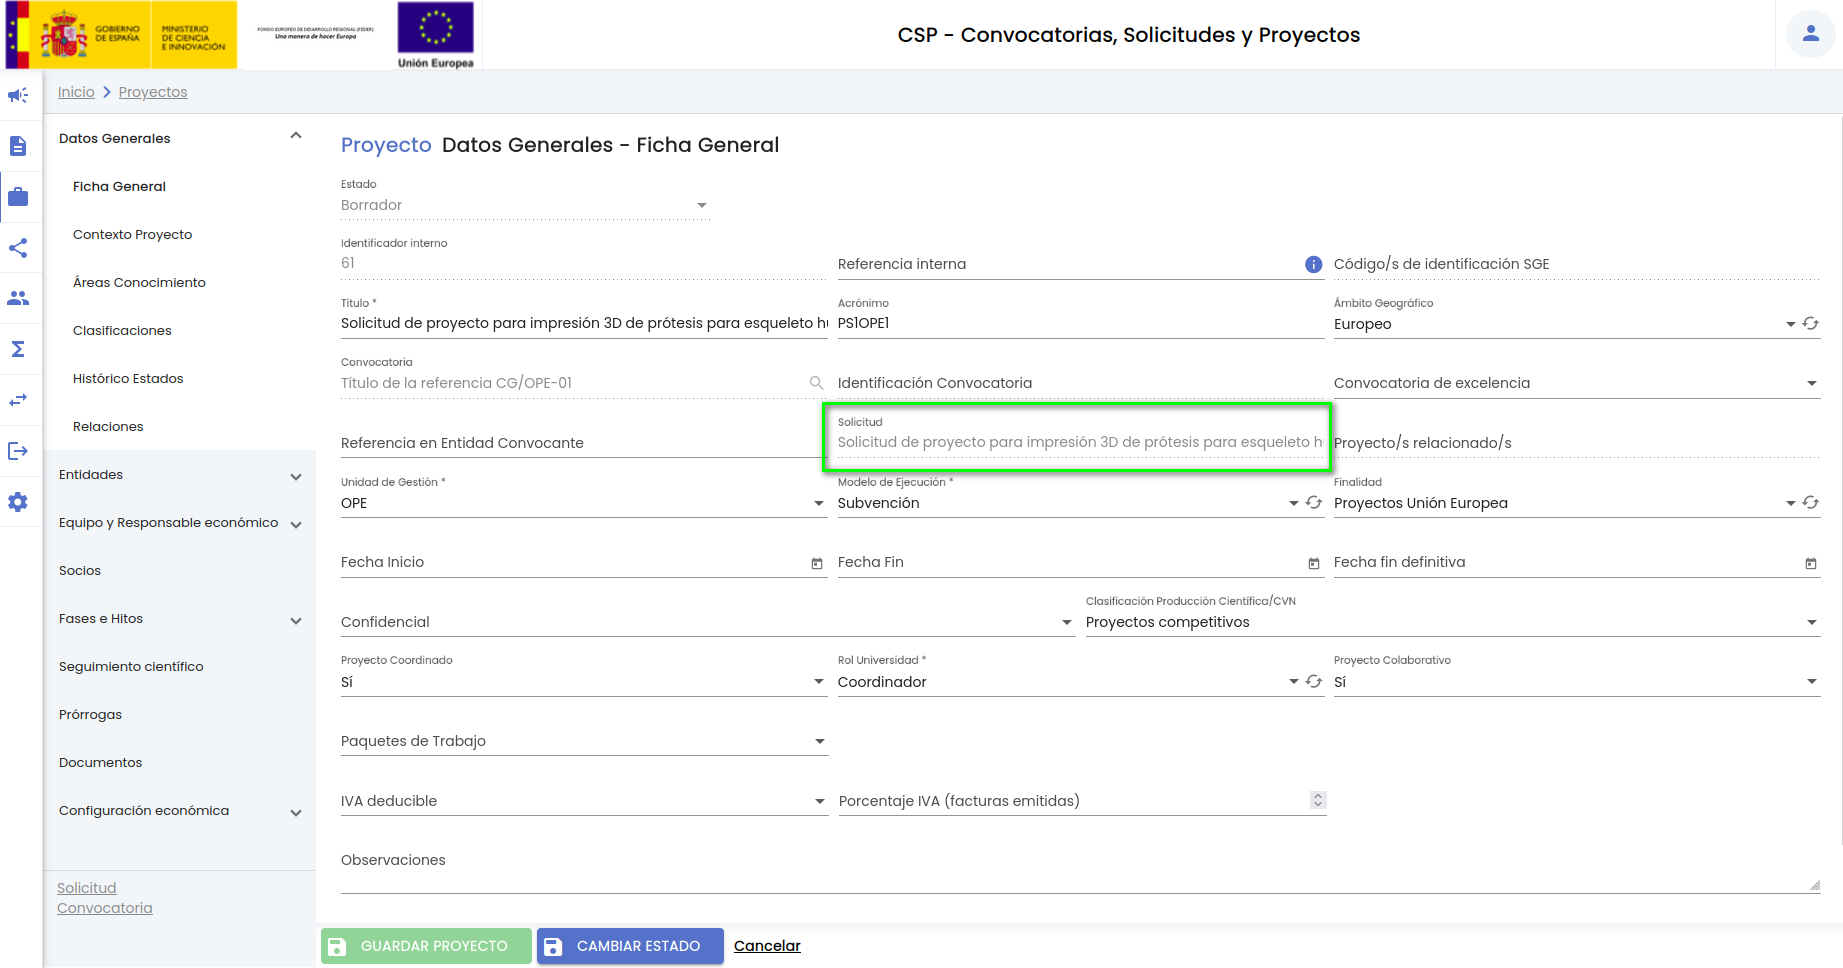 GOBIERNO
DE ESPAÑA
MINISTERIO
DE CIENCIA
E INNOVACIÓN
FONDO EUROPEO DE DESARROLLO REGIONAL (FEDER)
Una manera de hacer Europa
Unión Europea
CSP - Convocatorias, Solicitudes y Proyectos
Inicio
Proyectos
Datos Generales
Ficha General
Contexto Proyecto
Áreas Conocimiento
Clasificaciones
Histórico Estados
Relaciones
Entidades
Equipo y Responsable económico
Socios
Fases e Hitos
Seguimiento científico
Prórrogas
Documentos
Configuración económica
Solicitud
Convocatoria
Proyecto Datos Generales - Ficha General
Estado
Borrador
Identificador interno
61
Referencia interna
Código/s de identificación SGE
Título *
Solicitud de proyecto para impresión 3D de prótesis para esqueleto hu
Acrónimo
PS1OPE1
Ámbito Geográfico
Europeo
Convocatoria
Título de la referencia CG/OPE-01
Identificación Convocatoria
Convocatoria de excelencia
Referencia en Entidad Convocante
Solicitud
Solicitud de proyecto para impresión 3D de prótesis para esqueleto hu
Proyecto/s relacionado/s
Unidad de Gestión *
OPE
Modelo de Ejecución *
Subvención
Finalidad
Proyectos Unión Europea
Fecha Inicio
Fecha Fin
Fecha fin definitiva
Confidencial
Clasificación Producción Científica/CVN
Proyectos competitivos
Proyecto Coordinado
Sí
Rol Universidad *
Coordinador
Proyecto Colaborativo
Sí
Paquetes de Trabajo
IVA deducible
Porcentaje IVA (facturas emitidas)
Observaciones
GUARDAR PROYECTO
CAMBIAR ESTADO
Cancelar